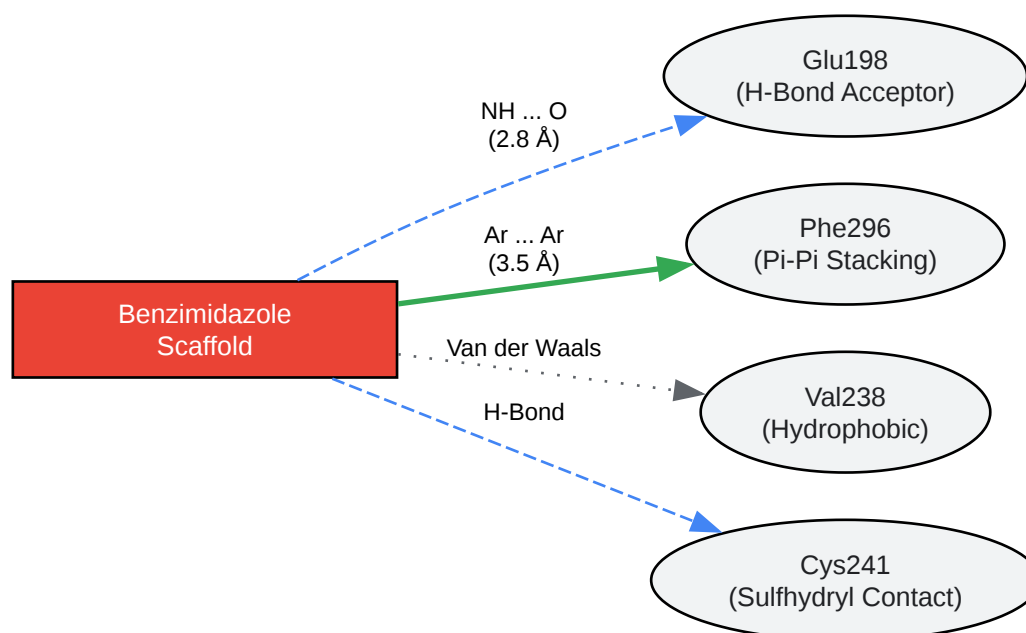 Glu198
(H-Bond Acceptor)
NH ... O
(2.8 Å)
Phe296
(Pi-Pi Stacking)
Ar ... Ar
(3.5 Å)
Benzimidazole
Scaffold
Van der Waals
Val238
(Hydrophobic)
H-Bond
Cys241
(Sulfhydryl Contact)